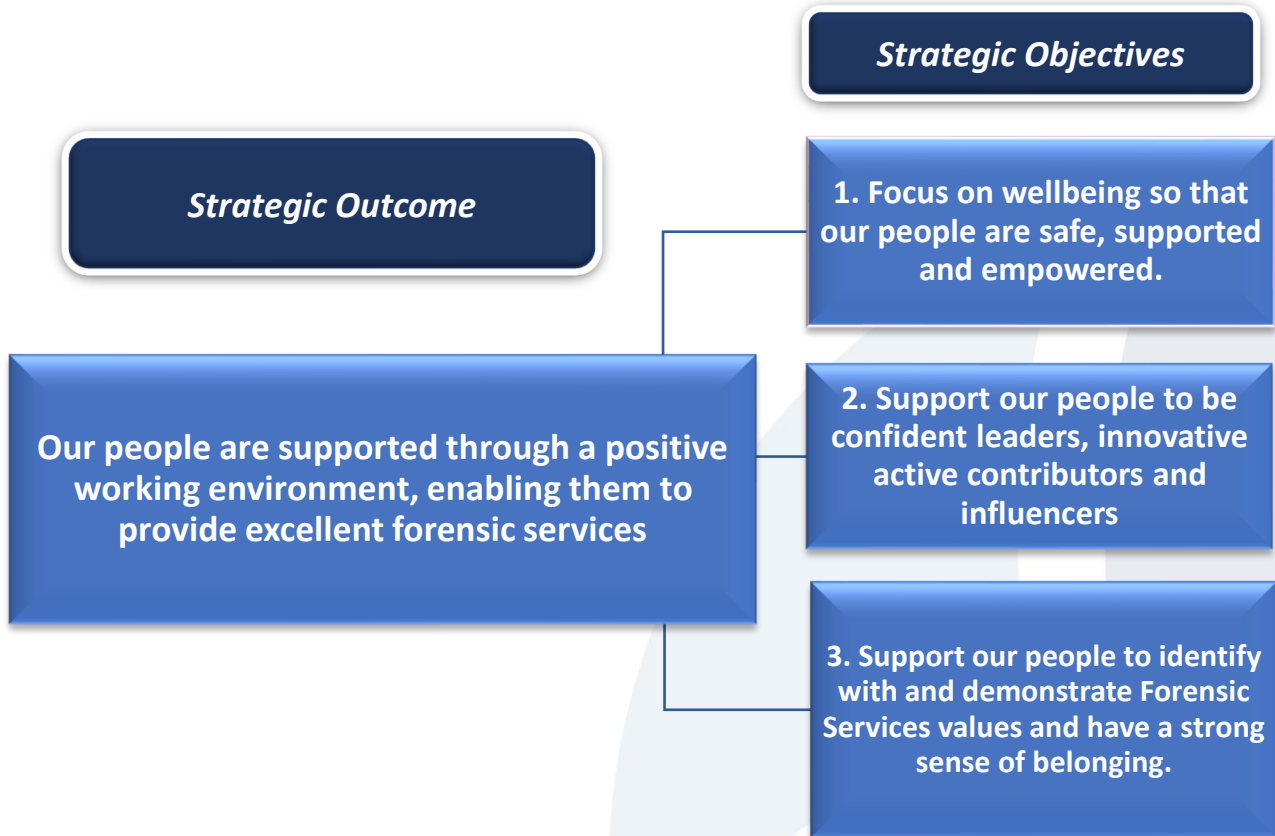 Strategic Objectives
Strategic Outcome
1. Focus on wellbeing so that
our people are safe, supported
and empowered.
Our people are supported through a positive
working environment, enabling them to
provide excellent forensic services
2. Support our people to be
confident leaders, innovative
active contributors and
influencers
3. Support our people to identify
with and demonstrate Forensic
Services values and have a strong
sense of belonging.